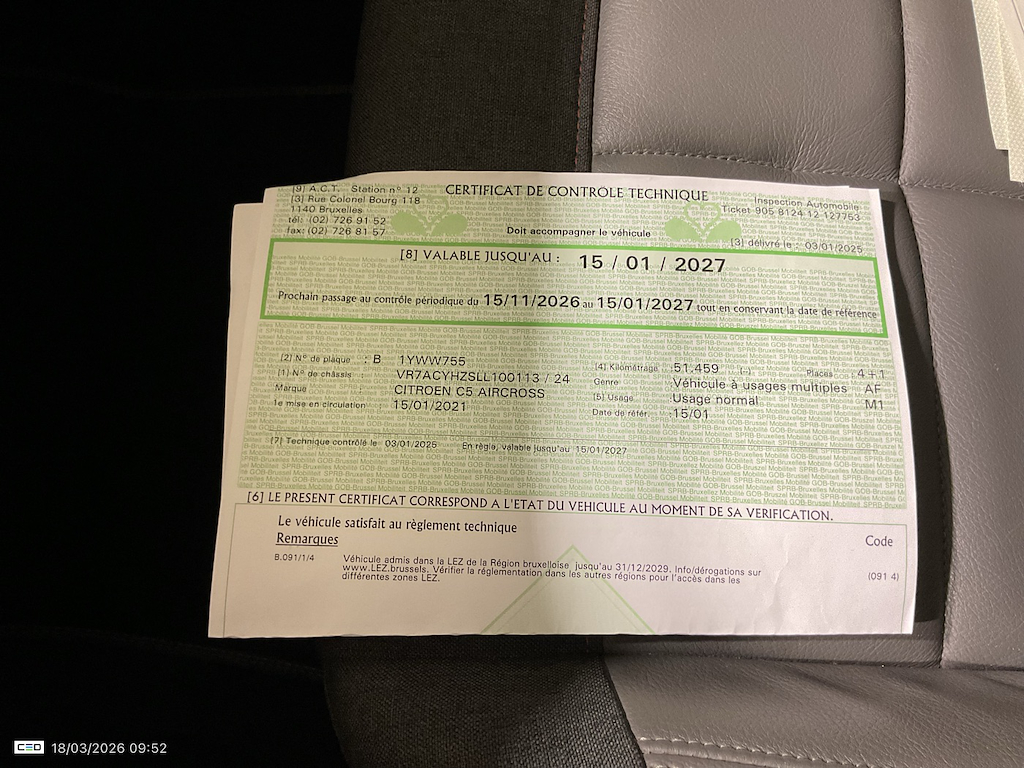 [9] A.C.T. Station n° 12
[3] Rue Colonel Bourg 118
1140 Bruxelles
tél: (02) 726 91 52
fax: (02) 726 81 57
CERTIFICAT DE CONTROLE TECHNIQUE
Doit accompagner le véhicule
Inspection Automobile
Ticket 905 8124 12 127753
[3] délivré le : 03/01/2025
[8] VALABLE JUSQU'AU : 15 / 01 / 2027
Prochain passage au contrôle périodique du 15/11/2026 au 15/01/2027 tout en conservant la date de référence
[2] N° de plaque : B 1YWW755
[1] N° de châssis : VR7ACYHZSLL100113 / 24
Marque CITROEN C5 AIRCROSS
1e mise en circulation 15/01/2021
[4] Kilométrage :51.459 (--) Places 4+1
Genre :Véhicule à usages multiples AF
[5] Usage :Usage normal M1
Date de référ. :15/01
[7] Technique contrôlé le 03/01/2025 En règle, valable jusqu'au 15/01/2027
[6] LE PRESENT CERTIFICAT CORRESPOND A L'ETAT DU VEHICULE AU MOMENT DE SA VERIFICATION.
Le véhicule satisfait au règlement technique
Remarques
Code
B.091/1/4 Véhicule admis dans la LEZ de la Région bruxelloise jusqu'au 31/12/2029. Info/dérogations sur
www.LEZ.brussels. Vérifier la réglementation dans les autres régions pour l'accès dans les
différentes zones LEZ.
(091 4)
18/03/2026 09:52